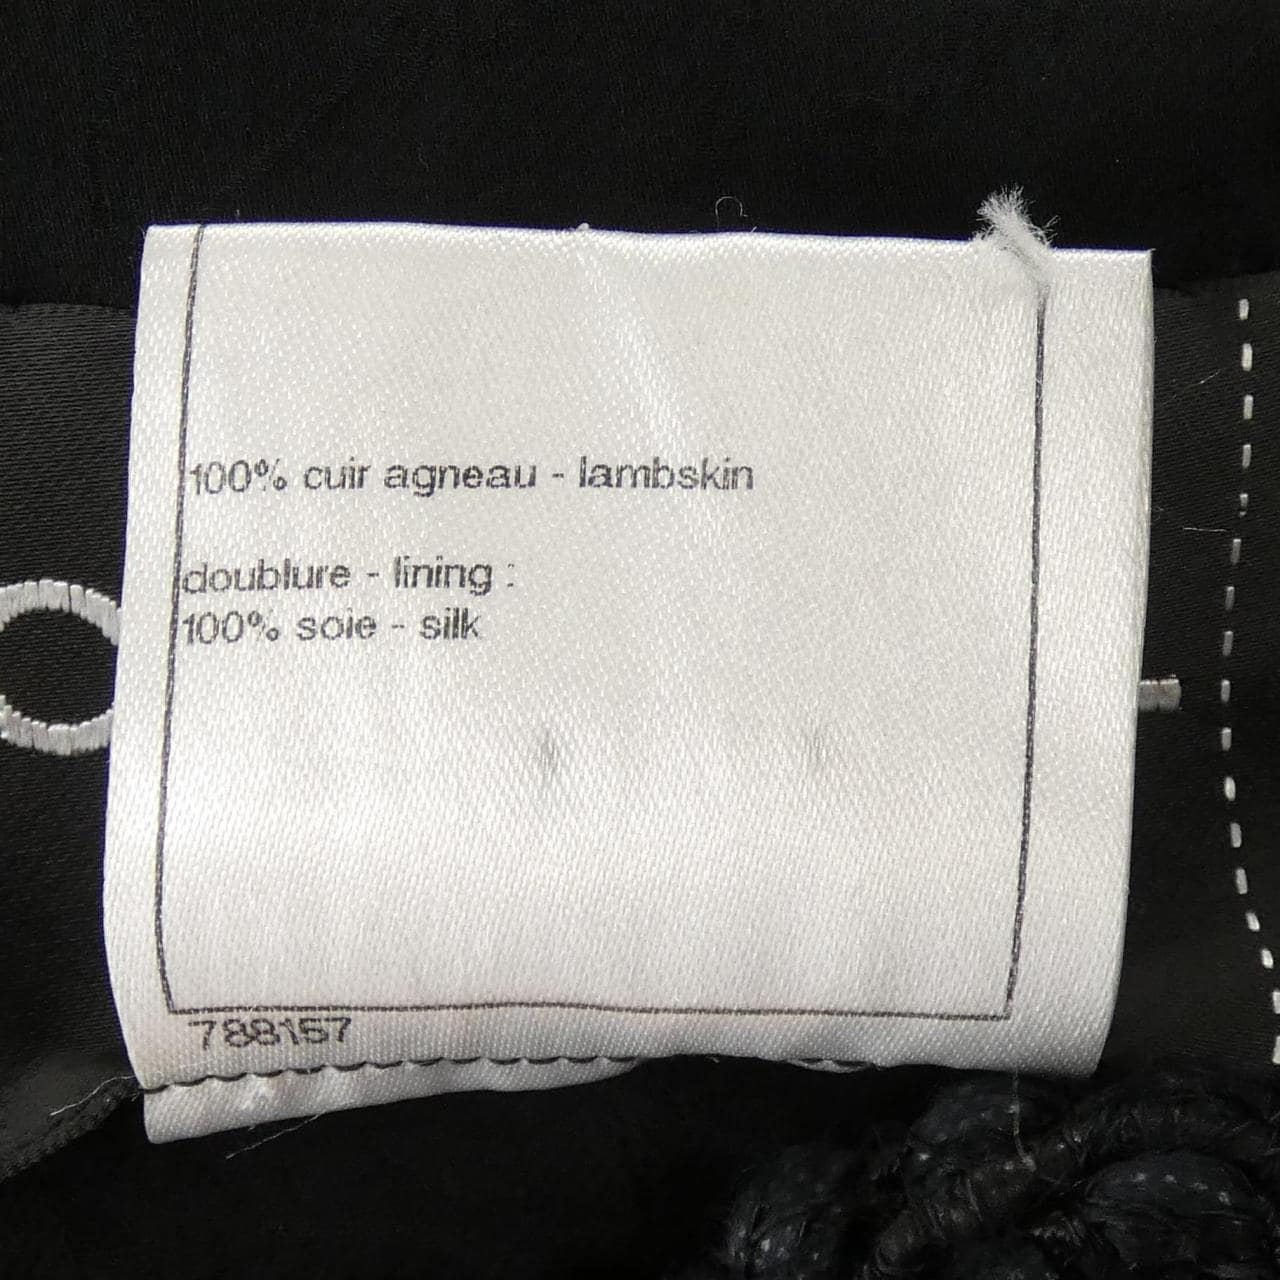 100% cuir agneau - lambskin
doublure - lining :
100% soie - silk
788157